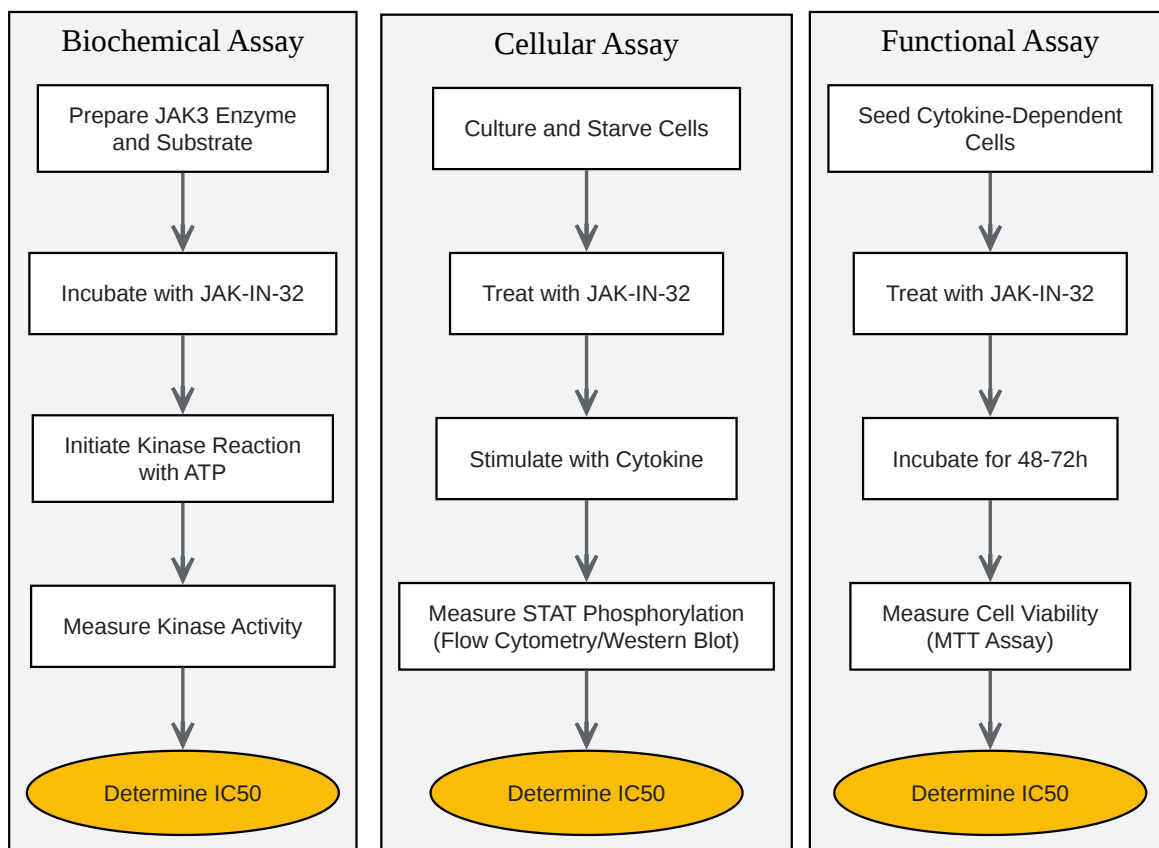 Biochemical Assay
Prepare JAK3 Enzyme
and Substrate
Incubate with JAK-IN-32
Initiate Kinase Reaction
with ATP
Measure Kinase Activity
Determine IC50
Cellular Assay
Culture and Starve Cells
Treat with JAK-IN-32
Stimulate with Cytokine
Measure STAT Phosphorylation
(Flow Cytometry/Western Blot)
Determine IC50
Functional Assay
Seed Cytokine-Dependent
Cells
Treat with JAK-IN-32
Incubate for 48-72h
Measure Cell Viability
(MTT Assay)
Determine IC50